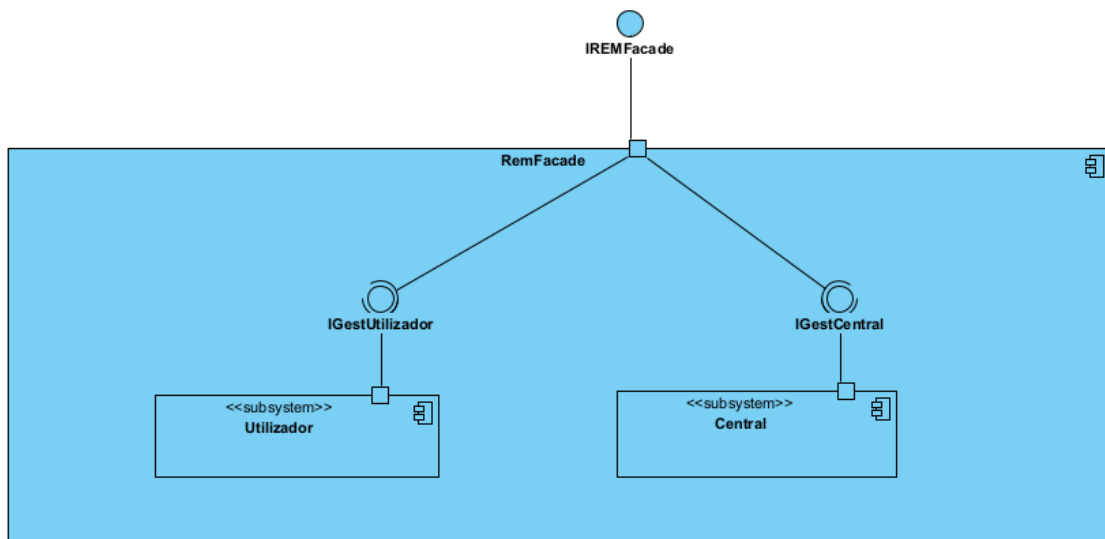 IREMFacade
RemFacade
IGestUtilizador
IGestCentral
<<subsystem>>
Utilizador
<<subsystem>>
Central